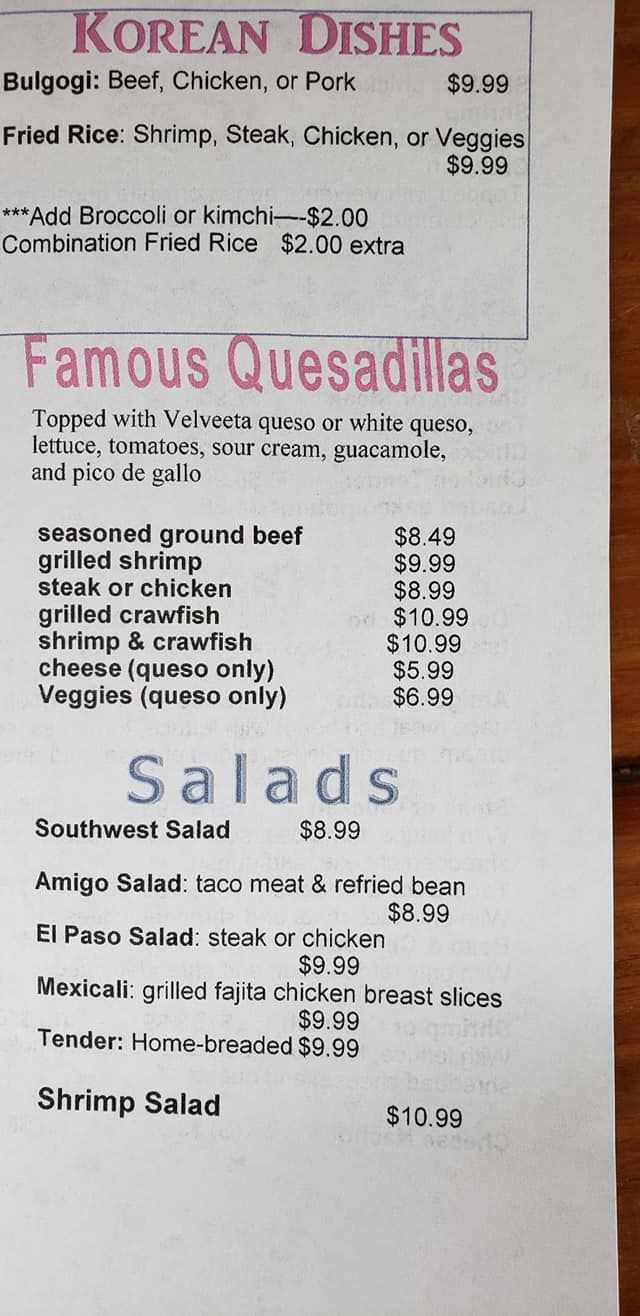 KOREAN DISHES
Bulgogi: Beef, Chicken, or Pork $9.99
Fried Rice: Shrimp, Steak, Chicken, or Veggies
$9.99
***Add Broccoli or kimchi—-$2.00
Combination Fried Rice $2.00 extra
Famous Quesadillas
Topped with Velveeta queso or white queso,
lettuce, tomatoes, sour cream, guacamole,
and pico de gallo
seasoned ground beef $8.49
grilled shrimp $9.99
steak or chicken $8.99
grilled crawfish $10.99
shrimp & crawfish $10.99
cheese (queso only) $5.99
Veggies (queso only) $6.99
Salads
Southwest Salad $8.99
Amigo Salad: taco meat & refried bean
$8.99
El Paso Salad: steak or chicken
$9.99
Mexicali: grilled fajita chicken breast slices
$9.99
Tender: Home-breaded $9.99
Shrimp Salad
$10.99